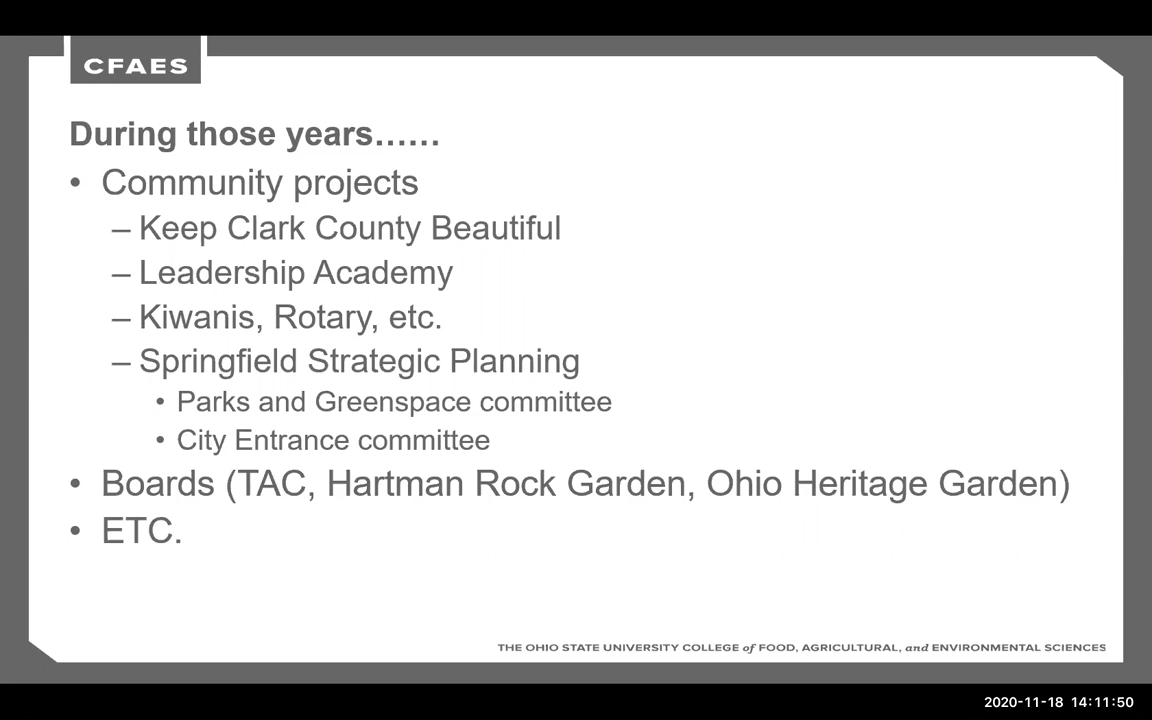 CFAES
During those years……
• Community projects
– Keep Clark County Beautiful
– Leadership Academy
– Kiwanis, Rotary, etc.
– Springfield Strategic Planning
• Parks and Greenspace committee
• City Entrance committee
• Boards (TAC, Hartman Rock Garden, Ohio Heritage Garden)
• ETC.
THE OHIO STATE UNIVERSITY COLLEGE of FOOD, AGRICULTURAL, and ENVIRONMENTAL SCIENCES
2020-11-18 14:11:50